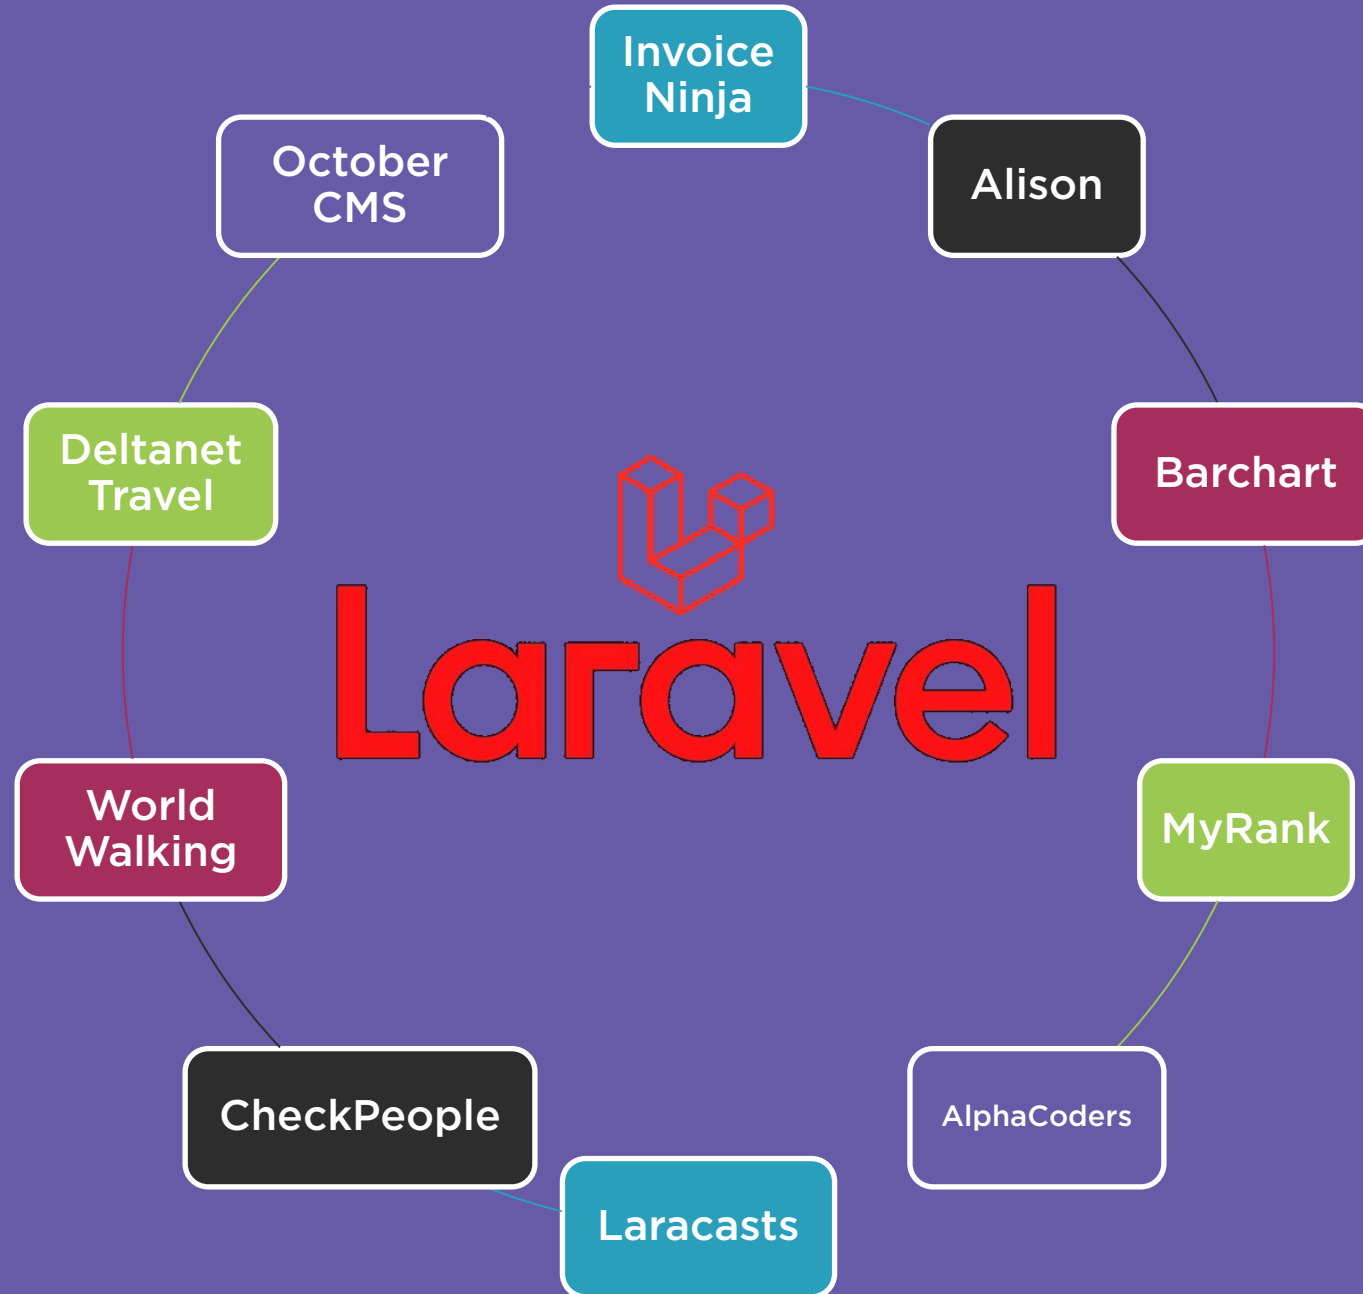 Invoice
Ninja
Alison
Barchart
MyRank
AlphaCoders
Laracasts
CheckPeople
World
Walking
Deltanet
Travel
October
CMS
Laravel